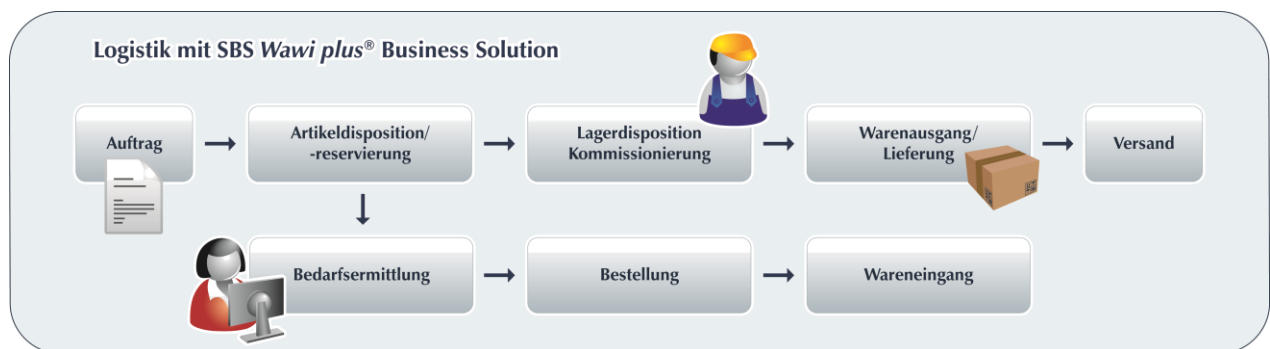 Logistik mit SBS Wawi plus® Business Solution
Auftrag
Artikeldisposition/
-reservierung
Lagerdisposition
Kommissionierung
Warenausgang/
Lieferung
Versand
Bedarfsermittlung
Bestellung
Wareneingang